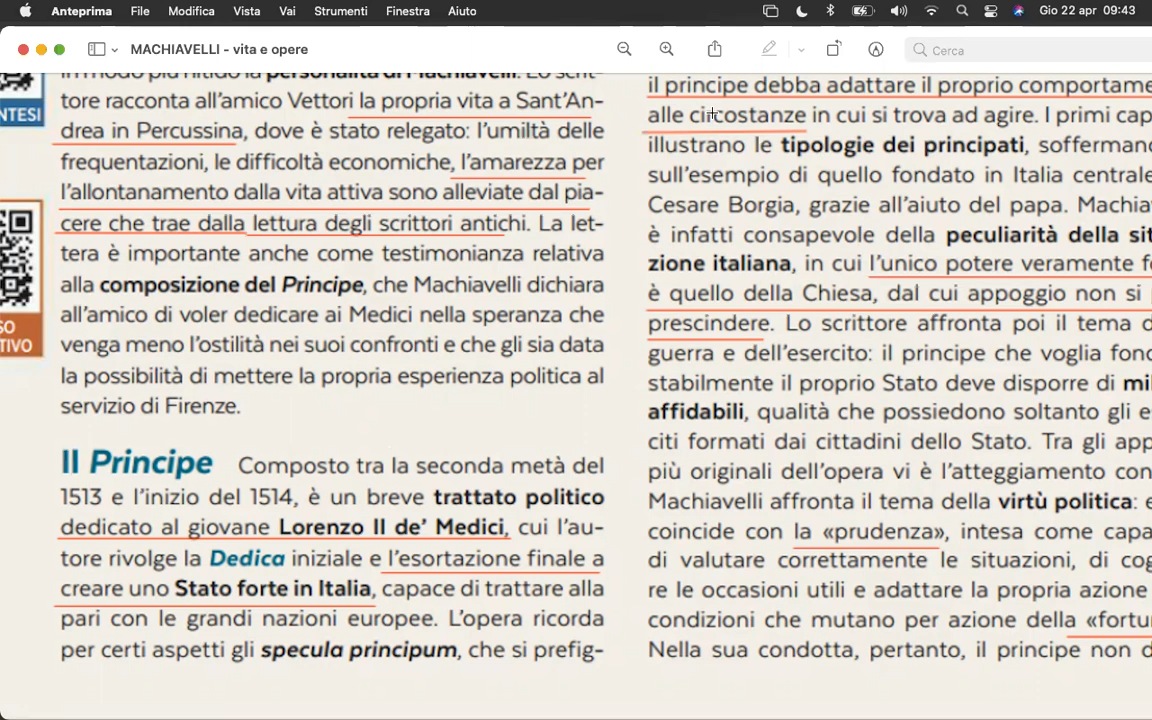 Anteprima File Modifica Vista Vai Strumenti Finestra Aiuto Gio 22 apr 09:43
MACHIAVELLI - vita e opere
Cerca
NTESI
in modo più nitido la personalità di Machiavelli. Lo scrit-
tore racconta all'amico Vettori la propria vita a Sant'An-
drea in Percussina, dove è stato relegato: l'umiltà delle
frequentazioni, le difficoltà economiche, l'amarezza per
l'allontanamento dalla vita attiva sono alleviate dal pia-
cere che trae dalla lettura degli scrittori antichi. La let-
tera è importante anche come testimonianza relativa
alla composizione del Principe, che Machiavelli dichiara
all'amico di voler dedicare ai Medici nella speranza che
venga meno l'ostilità nei suoi confronti e che gli sia data
la possibilità di mettere la propria esperienza politica al
servizio di Firenze.
SO
TIVO
Il Principe Composto tra la seconda metà del
1513 e l'inizio del 1514, è un breve trattato politico
dedicato al giovane Lorenzo II de' Medici, cui l'au-
tore rivolge la Dedica iniziale e l'esortazione finale a
creare uno Stato forte in Italia, capace di trattare alla
pari con le grandi nazioni europee. L'opera ricorda
per certi aspetti gli specula principum, che si prefig-
il principe debba adattare il proprio comportame
alle circostanze in cui si trova ad agire. I primi cap
illustrano le tipologie dei principati, soffermand
sull'esempio di quello fondato in Italia centrale
Cesare Borgia, grazie all'aiuto del papa. Machia
è infatti consapevole della peculiarità della sit
zione italiana, in cui l'unico potere veramente fo
è quello della Chiesa, dal cui appoggio non si
prescindere. Lo scrittore affronta poi il tema d
guerra e dell'esercito: il principe che voglia fond
stabilmente il proprio Stato deve disporre di mil
affidabili, qualità che possiedono soltanto gli e
citi formati dai cittadini dello Stato. Tra gli app
più originali dell'opera vi è l'atteggiamento con
Machiavelli affronta il tema della virtù politica: e
coincide con la «prudenza», intesa come capa
di valutare correttamente le situazioni, di cog
re le occasioni utili e adattare la propria azione
condizioni che mutano per azione della «fortu
Nella sua condotta, pertanto, il principe non d